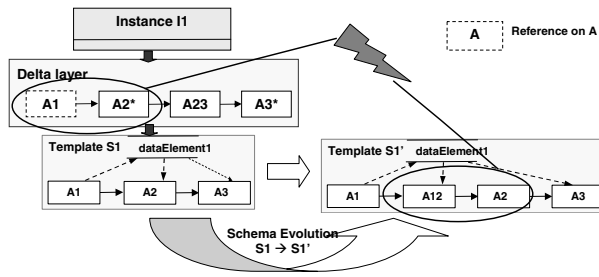 Instance I1
A
Reference on A
Delta layer
A1
A2*
A23
A3*
Template S1
dataElement1
A1
A2
A3
Template S1'
dataElement1
A1
A12
A2
A3
Schema Evolution
S1 → S1'